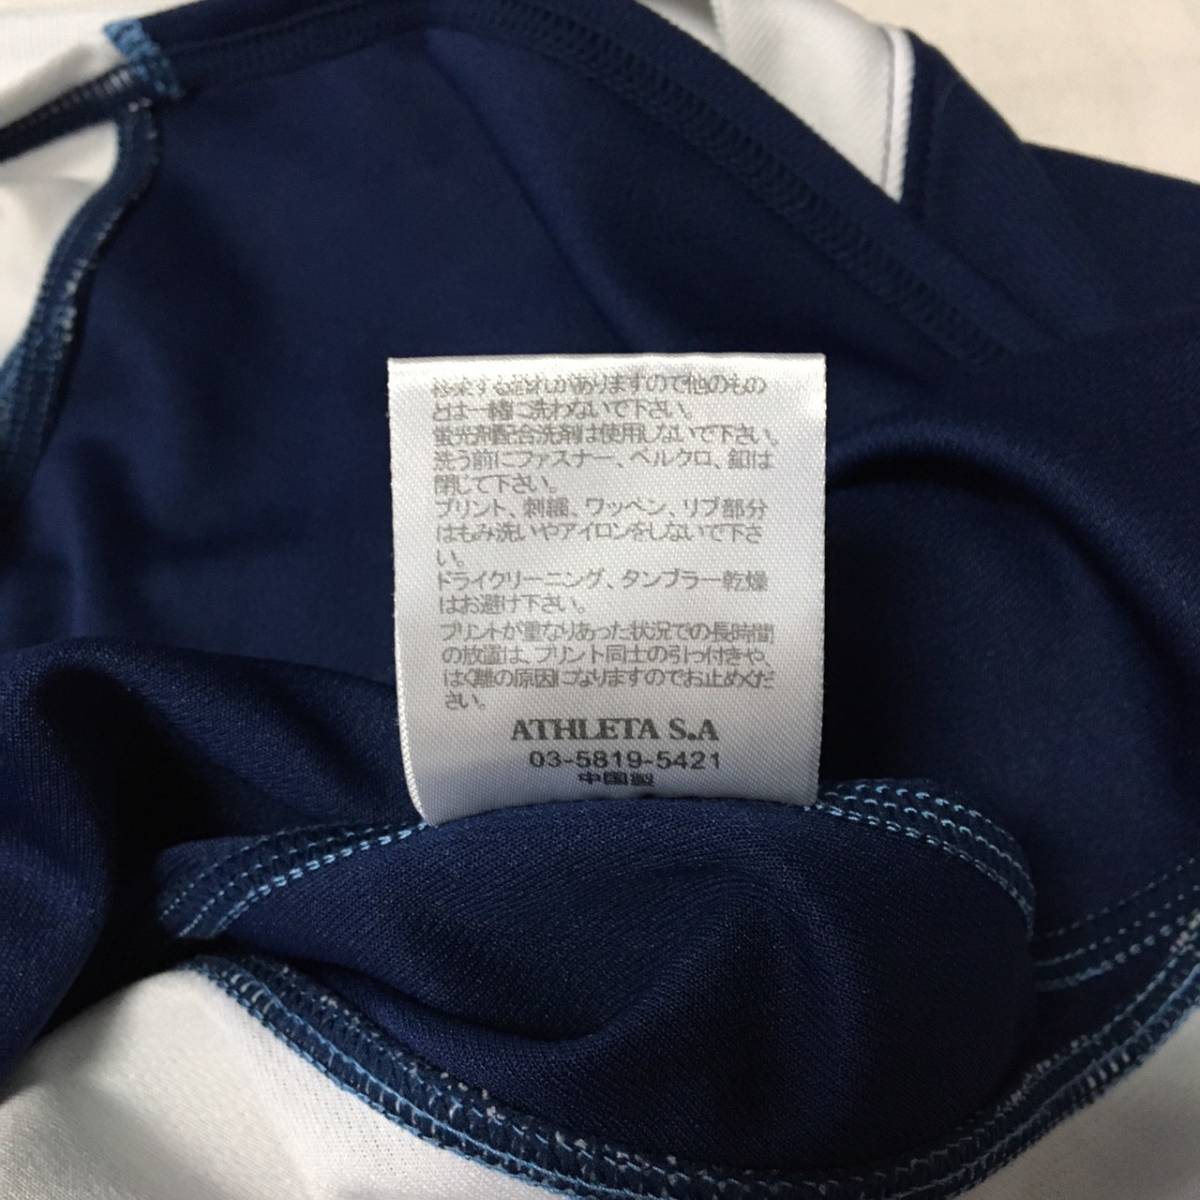 移染する恐れがありますので他のもの
とは一緒に洗わないで下さい。
蛍光剤配合洗剤は使用しないで下さい。
洗う前にファスナー、ベルクロ、釦は
閉じて下さい。
プリント、刺繍、ワッペン、リブ部分
はもみ洗いやアイロンをしないで下さ
い。
ドライクリーニング、タンブラー乾燥
はお避け下さい。
プリントが重なりあった状況での長時間
の放置は、プリント同士の引っ付きや、
はく離の原因になりますのでお止めくだ
さい。
ATHLETA S.A
03-5819-5421
中国製